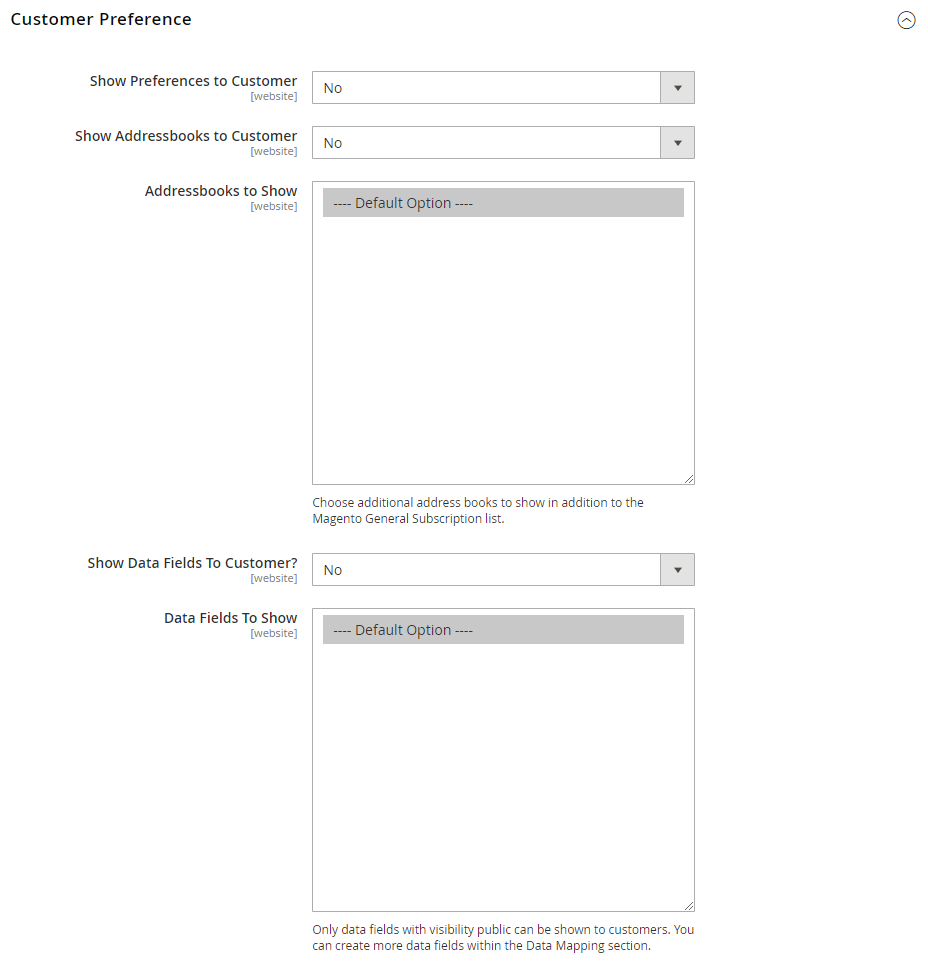 Customer Preference
Show Preferences to Customer
[website]
No
Show Addressbooks to Customer
[website]
No
Addressbooks to Show
[website]
---- Default Option ----
Choose additional address books to show in addition to the
Magento General Subscription list.
Show Data Fields To Customer?
[website]
No
Data Fields To Show
[website]
---- Default Option ----
Only data fields with visibility public can be shown to customers. You
can create more data fields within the Data Mapping section.